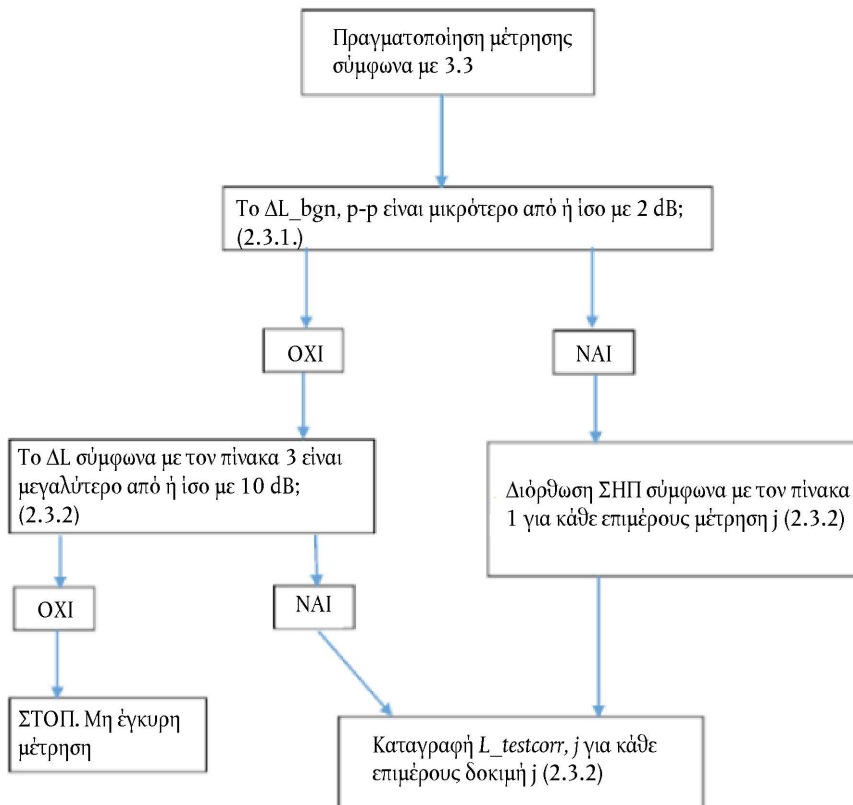 Πραγματοποίηση μέτρησης
σύμφωνα με 3.3
Το ΔL_bgn, p-p είναι μικρότερο από ή ίσο με 2 dB;
(2.3.1.)
ΟΧΙ
ΝΑΙ
Το ΔL σύμφωνα με τον πίνακα 3 είναι
μεγαλύτερο από ή ίσο με 10 dB;
(2.3.2)
Διόρθωση ΣΗΠ σύμφωνα με τον πίνακα
1 για κάθε επιμέρους μέτρηση j (2.3.2)
ΟΧΙ
ΝΑΙ
ΣΤΟΠ. Μη έγκυρη
μέτρηση
Καταγραφή L_testcorr, j για κάθε
επιμέρους δοκιμή j (2.3.2)